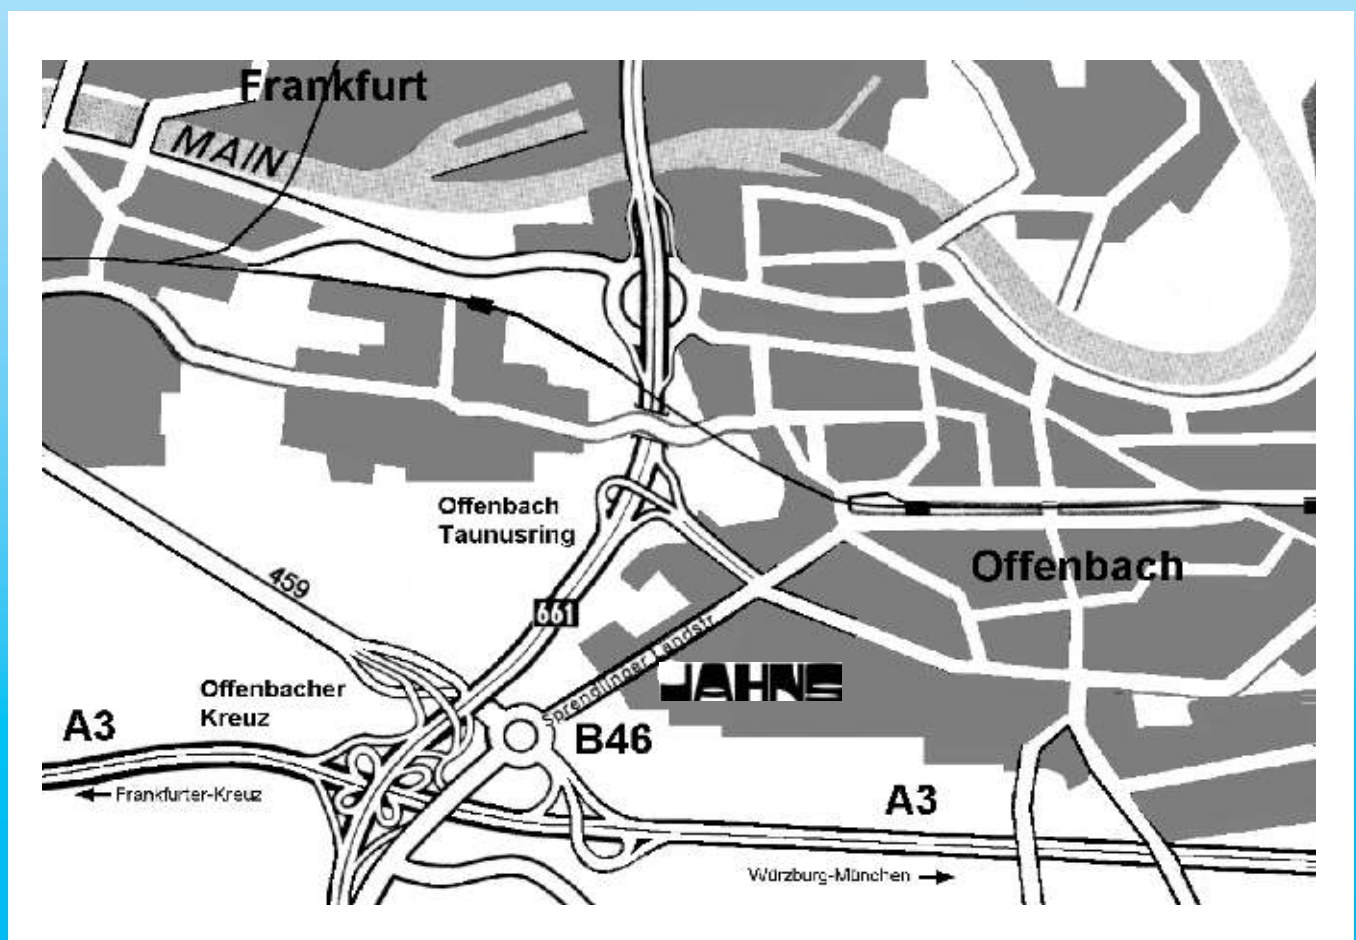 Frankfurt
MAIN
Offenbach
Taunusring
Offenbach
459
661
Sprendlinger Landstr.
JAHNS
Offenbacher
Kreuz
A3
B46
Frankfurter-Kreuz
A3
Würzburg-München